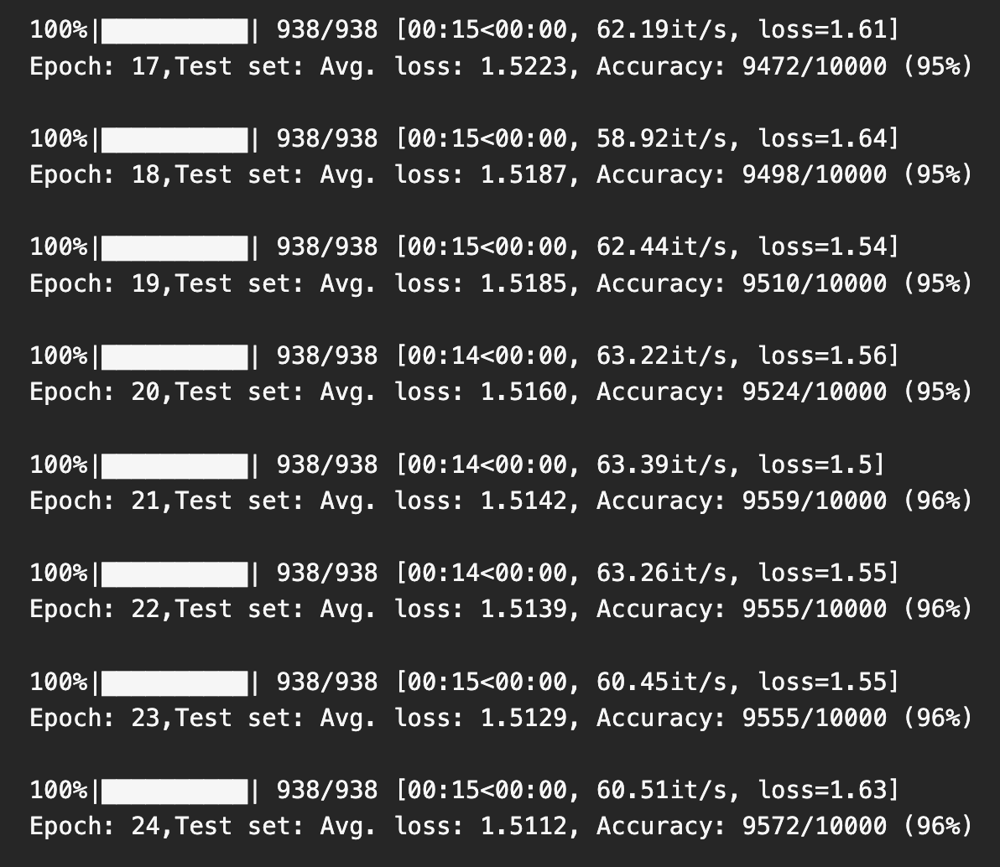 100%|██████████| 938/938 [00:15<00:00, 62.19it/s, loss=1.61]
Epoch: 17,Test set: Avg. loss: 1.5223, Accuracy: 9472/10000 (95%)
100%|██████████| 938/938 [00:15<00:00, 58.92it/s, loss=1.64]
Epoch: 18,Test set: Avg. loss: 1.5187, Accuracy: 9498/10000 (95%)
100%|██████████| 938/938 [00:15<00:00, 62.44it/s, loss=1.54]
Epoch: 19,Test set: Avg. loss: 1.5185, Accuracy: 9510/10000 (95%)
100%|██████████| 938/938 [00:14<00:00, 63.22it/s, loss=1.56]
Epoch: 20,Test set: Avg. loss: 1.5160, Accuracy: 9524/10000 (95%)
100%|██████████| 938/938 [00:14<00:00, 63.39it/s, loss=1.5]
Epoch: 21,Test set: Avg. loss: 1.5142, Accuracy: 9559/10000 (96%)
100%|██████████| 938/938 [00:14<00:00, 63.26it/s, loss=1.55]
Epoch: 22,Test set: Avg. loss: 1.5139, Accuracy: 9555/10000 (96%)
100%|██████████| 938/938 [00:15<00:00, 60.45it/s, loss=1.55]
Epoch: 23,Test set: Avg. loss: 1.5129, Accuracy: 9555/10000 (96%)
100%|██████████| 938/938 [00:15<00:00, 60.51it/s, loss=1.63]
Epoch: 24,Test set: Avg. loss: 1.5112, Accuracy: 9572/10000 (96%)